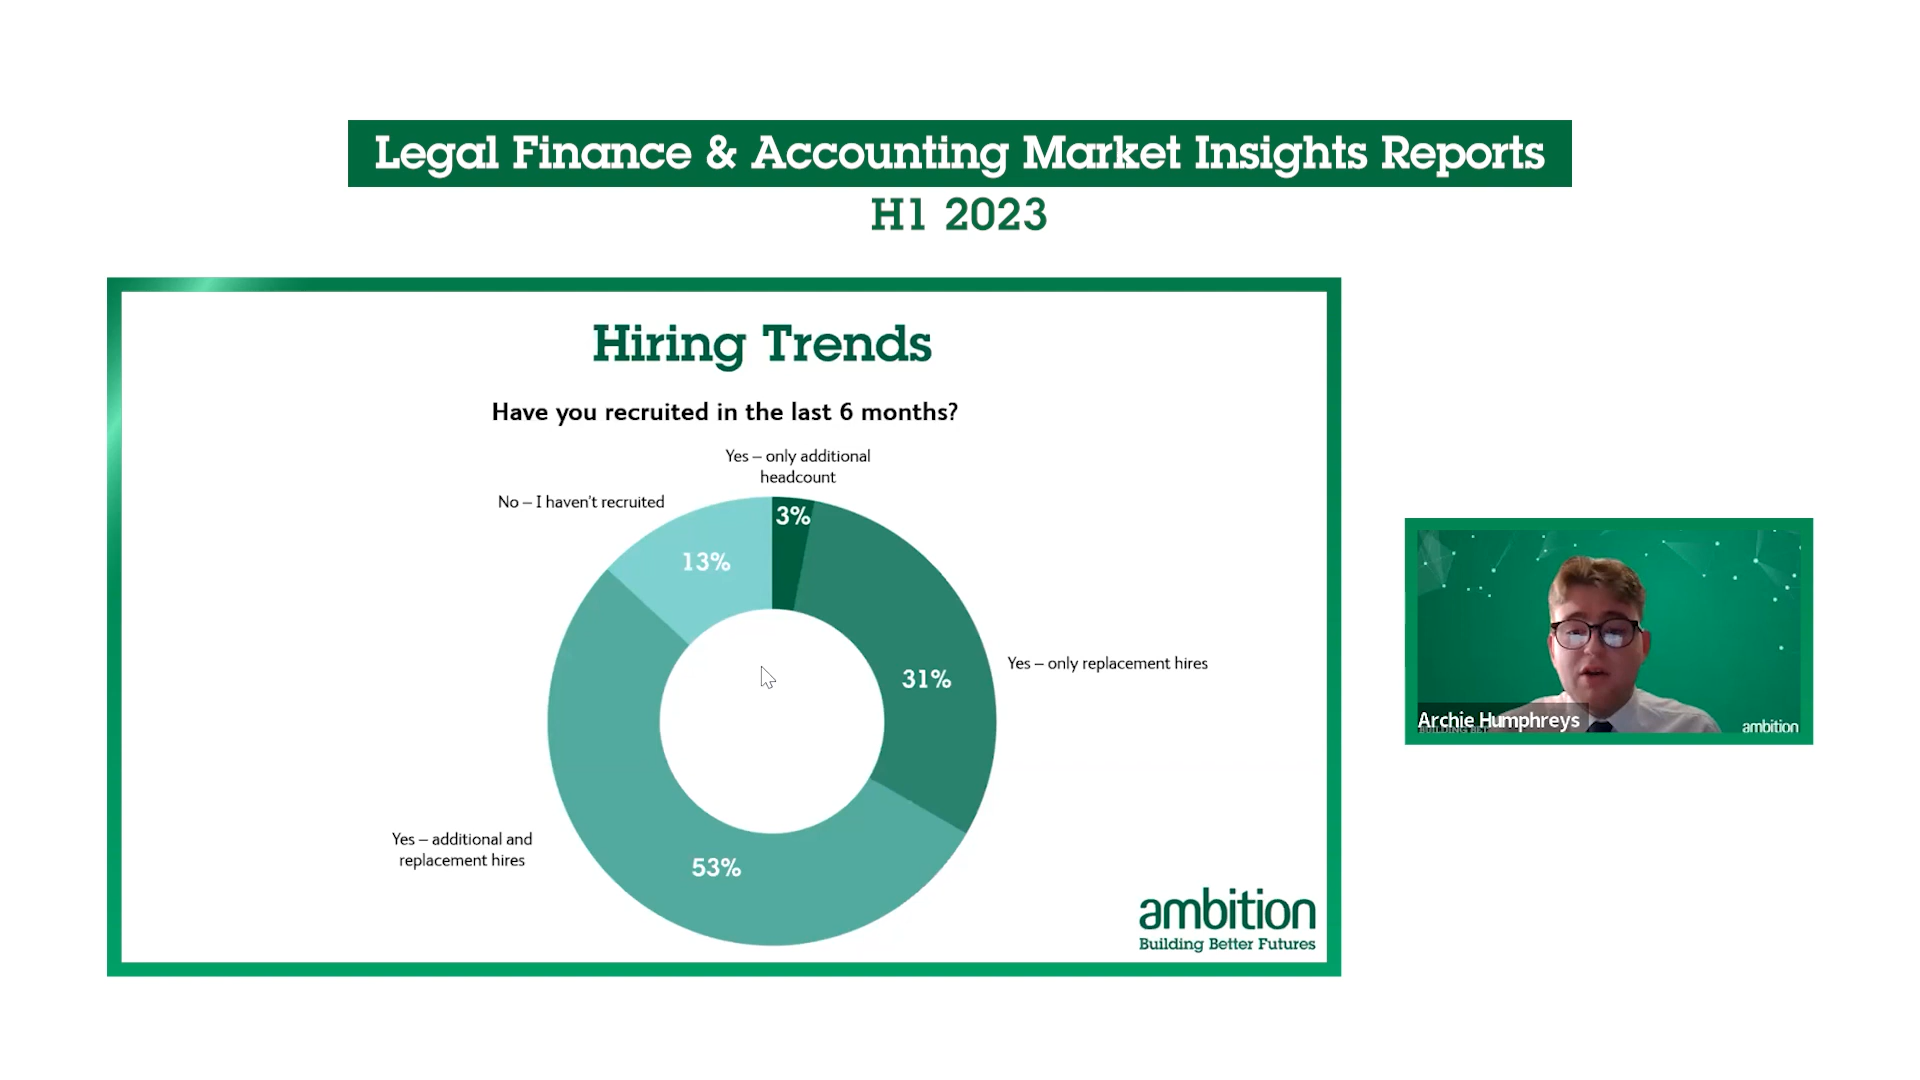 Legal Finance & Accounting Market Insights Reports
H1 2023
Hiring Trends
Have you recruited in the last 6 months?
Yes – only additional
headcount
No – I haven't recruited
3%
13%
Yes – only replacement hires
31%
Yes – additional and
replacement hires
53%
ambition
Building Better Futures
Archie Humphreys
ambition